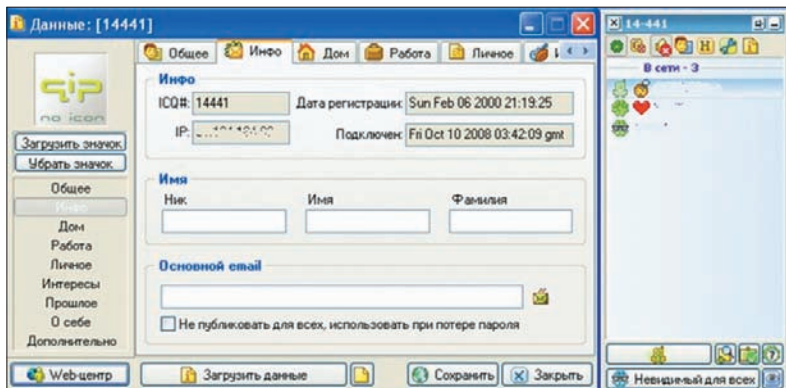 Данные: [14441]
Общее Инфо Дом Работа Личное
qip
no icon
Загрузить значок
Убрать значок
Общее
Инфо
Дом
Работа
Личное
Интересы
Прошлое
О себе
Дополнительно
Инфо
ICQ#: 14441 Дата регистрации: Sun Feb 06 2000 21:19:25
IP: Подключен: Fri Oct 10 2008 03:42:09 gmt
Имя
Ник Имя Фамилия
Основной email
Не публиковать для всех, использовать при потере пароля
Web-центр Загрузить данные Сохранить Закрыть
14-441
В сети - 3
Невидимый для всех